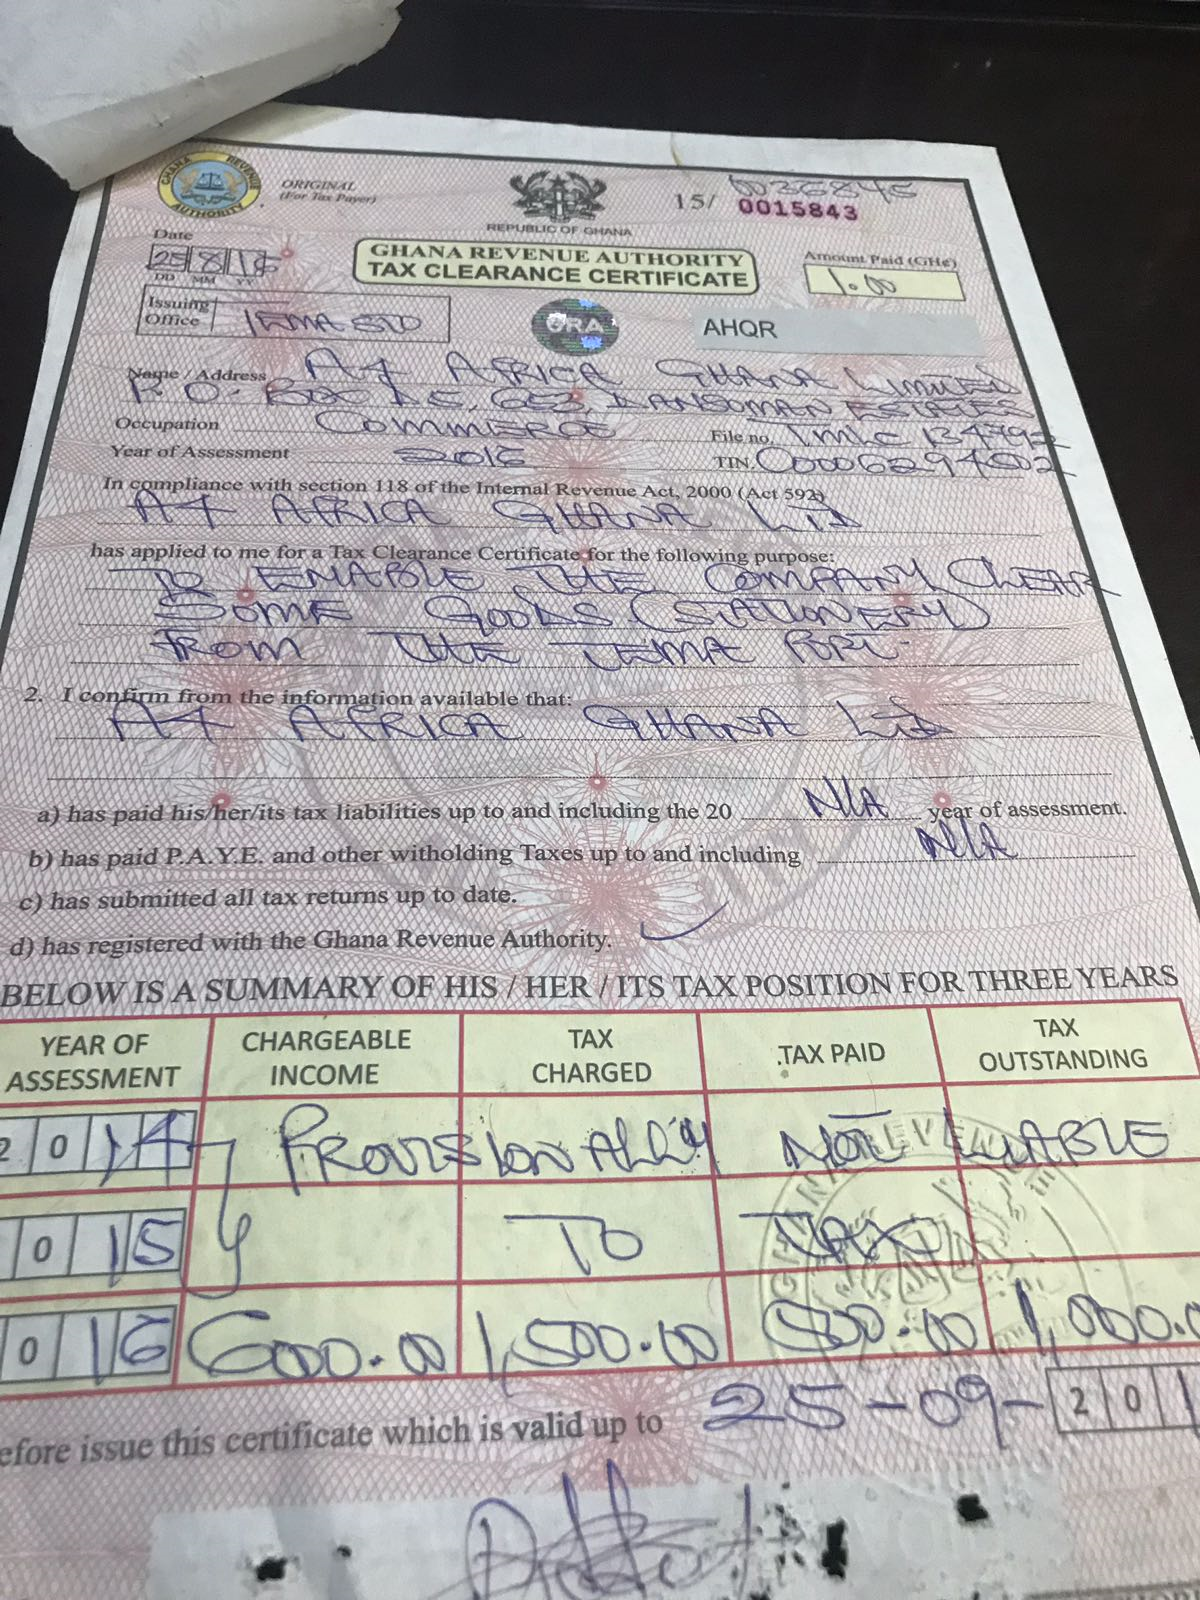 GHANA REVENUE AUTHORITY
ORIGINAL
(For Tax Payer)
REPUBLIC OF GHANA
15/ 0036845
0015843
Date
25 8 16
DD MM YY
GHANA REVENUE AUTHORITY
TAX CLEARANCE CERTIFICATE
Amount Paid (GH¢)
1.00
Issuing Office TEMA STO
GRA
AHQR
Name / Address A4 AFRICA GHANA LIMITED
P.O. BOX DC, GE3, DANSOMAN ESTATES
Occupation COMMERCE File no. TMLC 134792
Year of Assessment 2016 TIN. C0006294602
In compliance with section 118 of the Internal Revenue Act, 2000 (Act 592)
A4 AFRICA GHANA LTD
has applied to me for a Tax Clearance Certificate for the following purpose:
TO ENABLE THE COMPANY CLEAR
SOME GOODS (STATIONERY)
FROM THE TEMA PORT
2. I confirm from the information available that:
A4 AFRICA GHANA LTD
a) has paid his/her/its tax liabilities up to and including the 20 N/A year of assessment.
b) has paid P.A.Y.E. and other witholding Taxes up to and including N/A
c) has submitted all tax returns up to date.
d) has registered with the Ghana Revenue Authority.
BELOW IS A SUMMARY OF HIS / HER / ITS TAX POSITION FOR THREE YEARS
YEAR OF ASSESSMENT CHARGEABLE INCOME TAX CHARGED TAX PAID TAX OUTSTANDING
2014 PROVISIONALLY NOT LIABLE
015 TO TAX
016 6000.00 1,500.00 500.00 1,000.0
efore issue this certificate which is valid up to 25-09-201